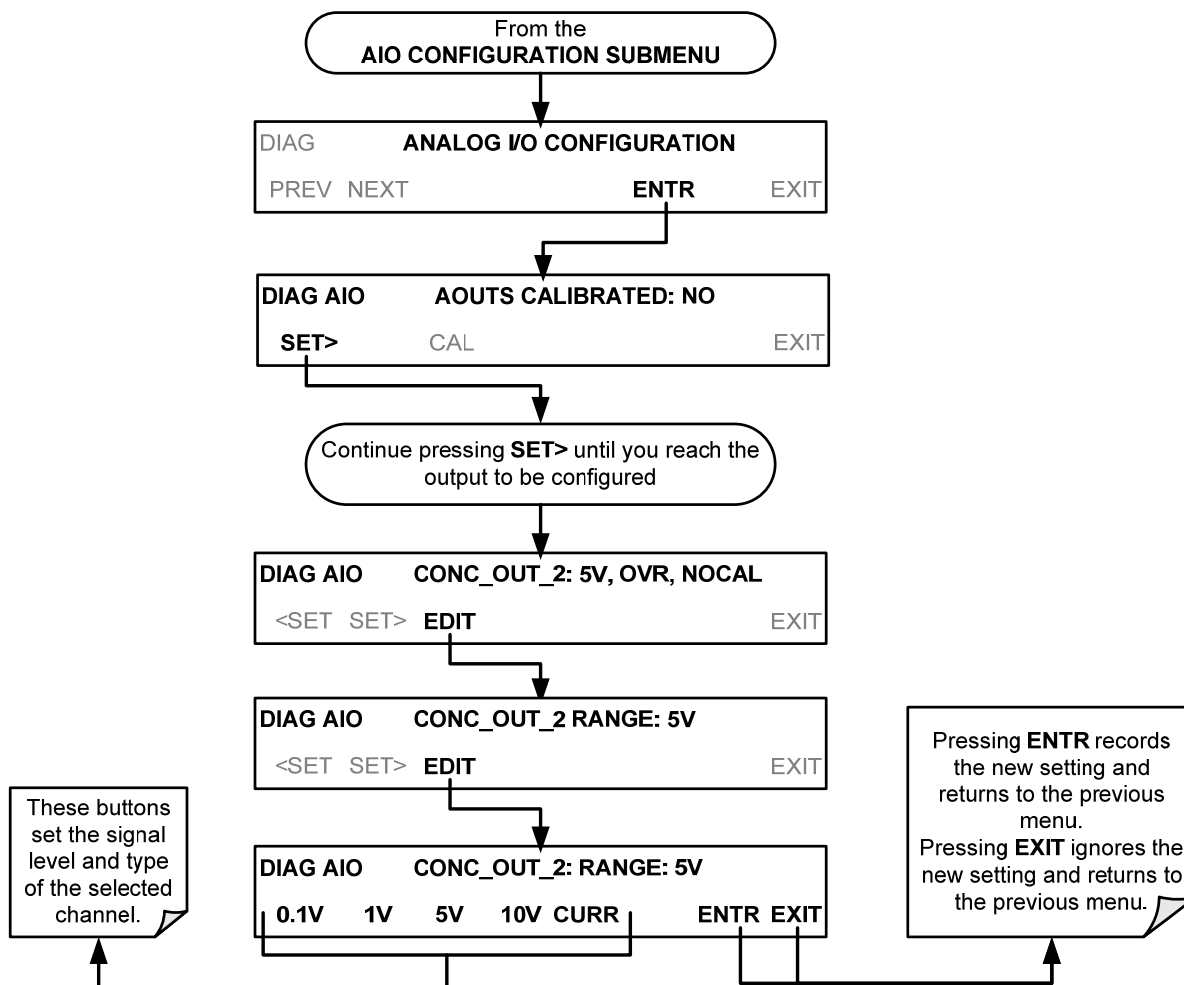 From the
AIO CONFIGURATION SUBMENU
DIAG ANALOG I/O CONFIGURATION
PREV NEXT ENTR EXIT
DIAG AIO AOUTS CALIBRATED: NO
SET> CAL EXIT
Continue pressing SET> until you reach the
output to be configured
DIAG AIO CONC_OUT_2: 5V, OVR, NOCAL
<SET SET> EDIT EXIT
DIAG AIO CONC_OUT_2 RANGE: 5V
<SET SET> EDIT EXIT
These buttons
set the signal
level and type
of the selected
channel.
DIAG AIO CONC_OUT_2: RANGE: 5V
0.1V 1V 5V 10V CURR ENTR EXIT
Pressing ENTR records
the new setting and
returns to the previous
menu.
Pressing EXIT ignores the
new setting and returns to
the previous menu.